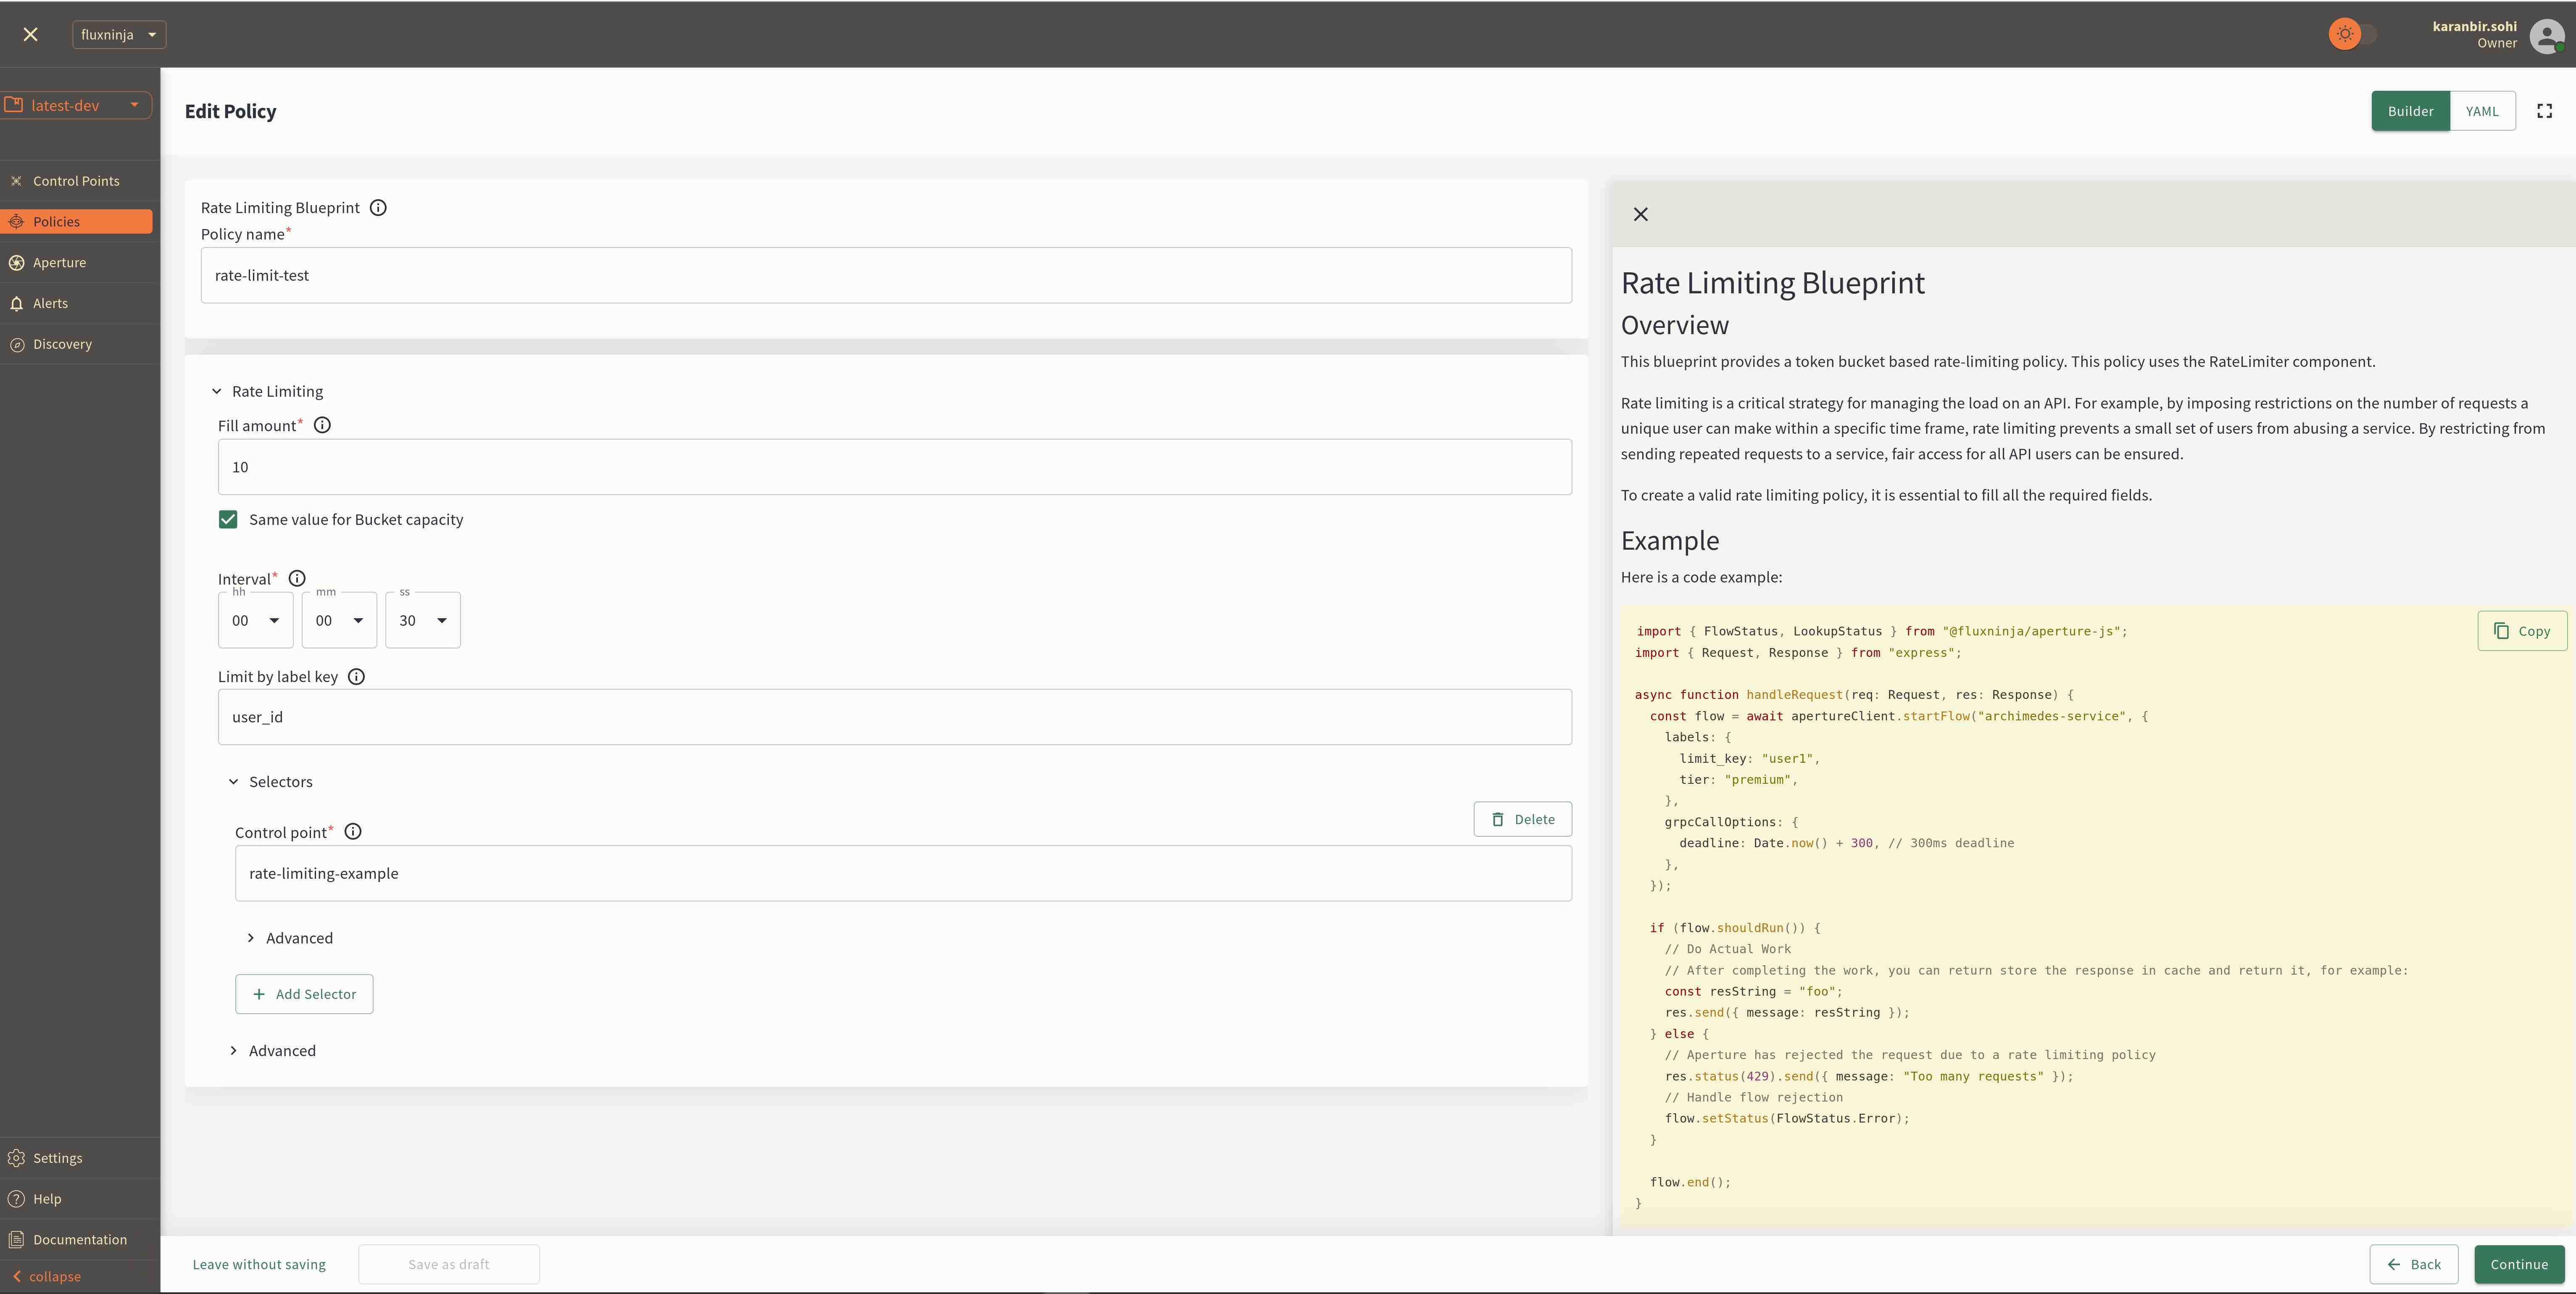 fluxninja
karanbir.sohi
Owner
latest-dev
Control Points
Policies
Aperture
Alerts
Discovery
Settings
Help
Documentation
collapse
Edit Policy
Builder
YAML
Rate Limiting Blueprint
Policy name*
rate-limit-test
Rate Limiting
Fill amount*
10
Same value for Bucket capacity
Interval*
hh mm ss
00 00 30
Limit by label key
user_id
Selectors
Delete
Control point*
rate-limiting-example
Advanced
Add Selector
Advanced
Rate Limiting Blueprint
Overview
This blueprint provides a token bucket based rate-limiting policy. This policy uses the RateLimiter component.
Rate limiting is a critical strategy for managing the load on an API. For example, by imposing restrictions on the number of requests a
unique user can make within a specific time frame, rate limiting prevents a small set of users from abusing a service. By restricting from
sending repeated requests to a service, fair access for all API users can be ensured.
To create a valid rate limiting policy, it is essential to fill all the required fields.
Example
Here is a code example:
Copy
import { FlowStatus, LookupStatus } from "@fluxninja/aperture-js";
import { Request, Response } from "express";
async function handleRequest(req: Request, res: Response) {
const flow = await apertureClient.startFlow("archimedes-service", {
labels: {
limit_key: "user1",
tier: "premium",
},
grpcCallOptions: {
deadline: Date.now() + 300, // 300ms deadline
},
});
if (flow.shouldRun()) {
// Do Actual Work
// After completing the work, you can return store the response in cache and return it, for example:
const resString = "foo";
res.send({ message: resString });
} else {
// Aperture has rejected the request due to a rate limiting policy
res.status(429).send({ message: "Too many requests" });
// Handle flow rejection
flow.setStatus(FlowStatus.Error);
}
flow.end();
}
Leave without saving
Save as draft
Back
Continue